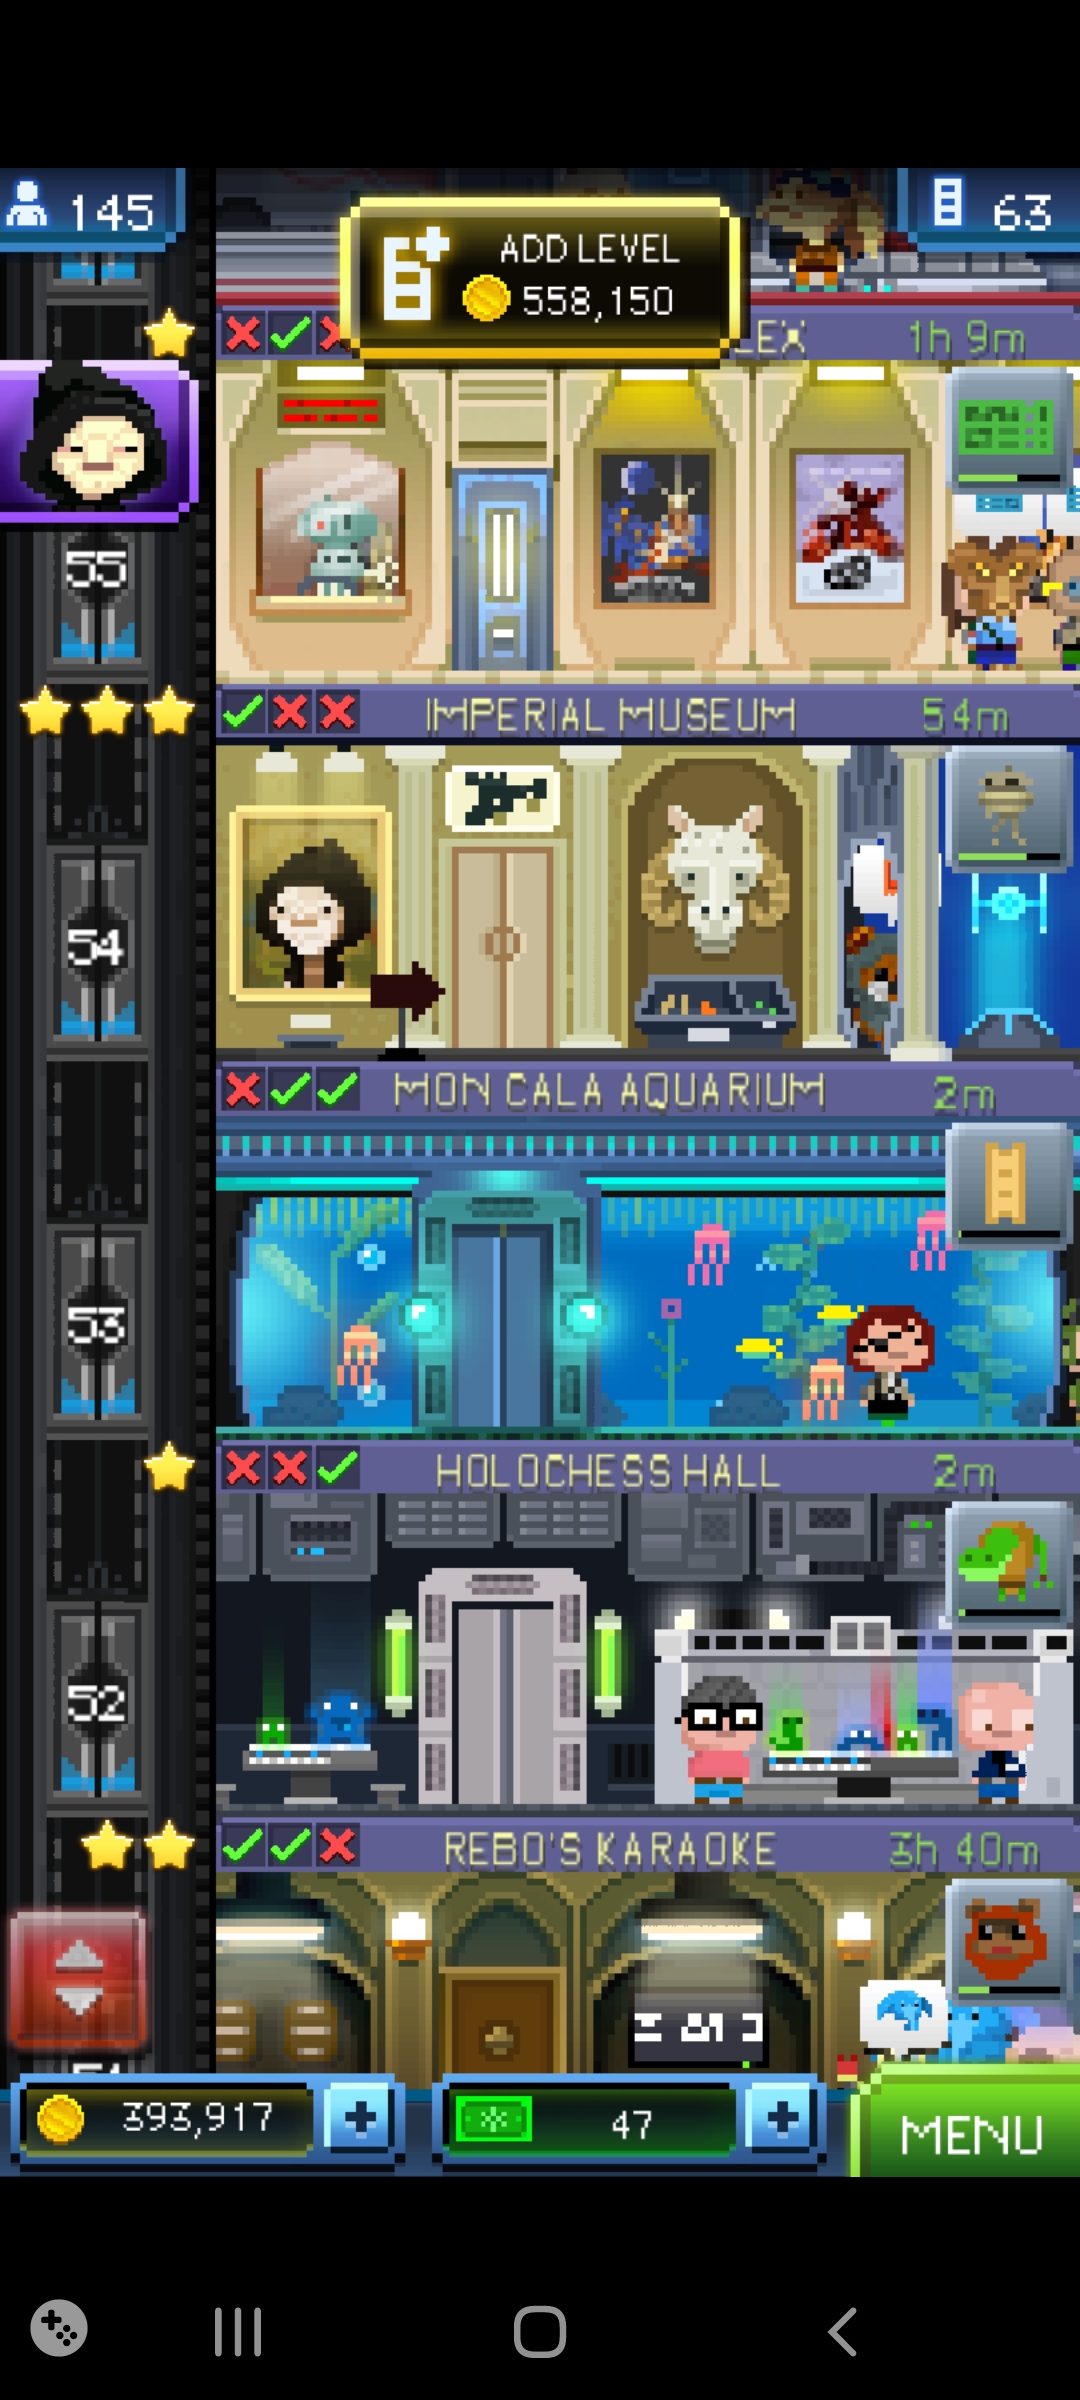 145
ADD LEVEL
558,150
63
LEX
1h 9m
55
IMPERIAL MUSEUM
54m
54
MON CALA AQUARIUM
2m
53
HOLOCHESS HALL
2m
52
REBO'S KARAOKE
3h 40m
393,917
47
MENU